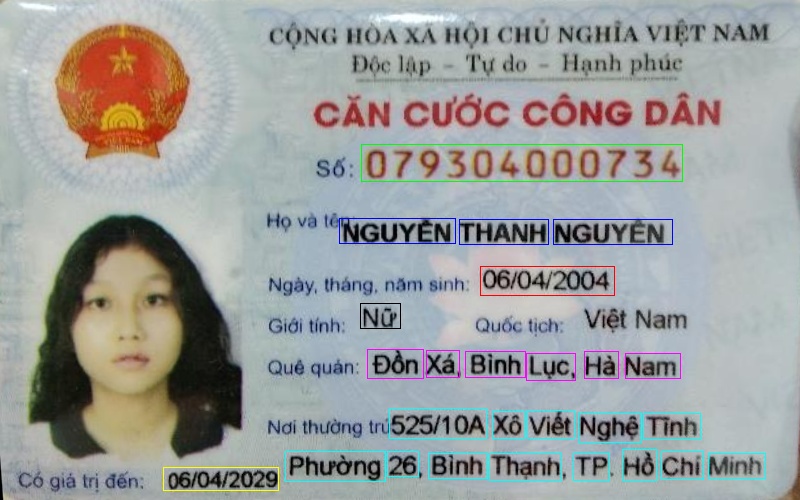 CỘNG HÒA XÃ HỘI CHỦ NGHĨA VIỆT NAM
Độc lập - Tự do - Hạnh phúc
CĂN CƯỚC CÔNG DÂN
Số: 079304000734
Họ và tên: NGUYÊN THANH NGUYÊN
Ngày, tháng, năm sinh: 06/04/2004
Giới tính: Nữ Quốc tịch: Việt Nam
Quê quán: Đồn Xá, Bình Lục, Hà Nam
Nơi thường trú 525/10A Xô Viết Nghệ Tĩnh
Phường 26, Bình Thạnh, TP. Hồ Chí Minh
Có giá trị đến: 06/04/2029